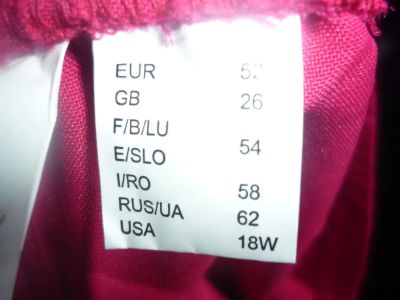 EUR 52
GB 26
F/B/LU
E/SLO 54
I/RO 58
RUS/UA 62
USA 18W